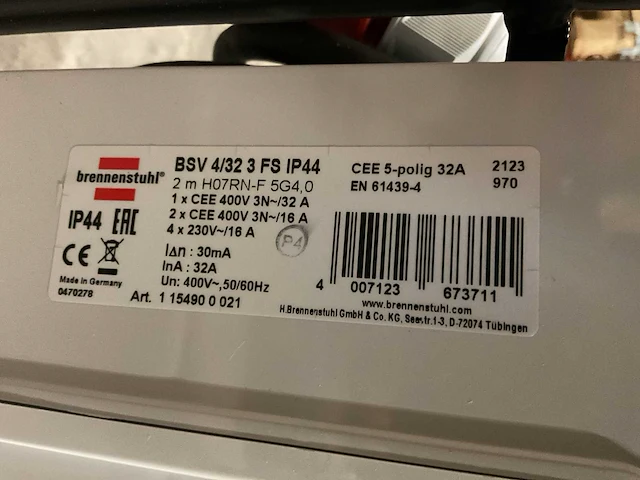 brennenstuhl®
IP44 EAC
CE
Made in Germany
0470278
BSV 4/32 3 FS IP44
2 m H07RN-F 5G4,0
1 x CEE 400V 3N~/32 A
2 x CEE 400V 3N~/16 A
4 x 230V~/16 A
P4
I∆n : 30mA
InA : 32A
Un: 400V~,50/60Hz
Art. 1 15490 0 021
CEE 5-polig 32A 2123
EN 61439-4 970
4 007123 673711
www.brennenstuhl.com
H.Brennenstuhl GmbH & Co. KG, Seestr.1-3, D-72074 Tübingen